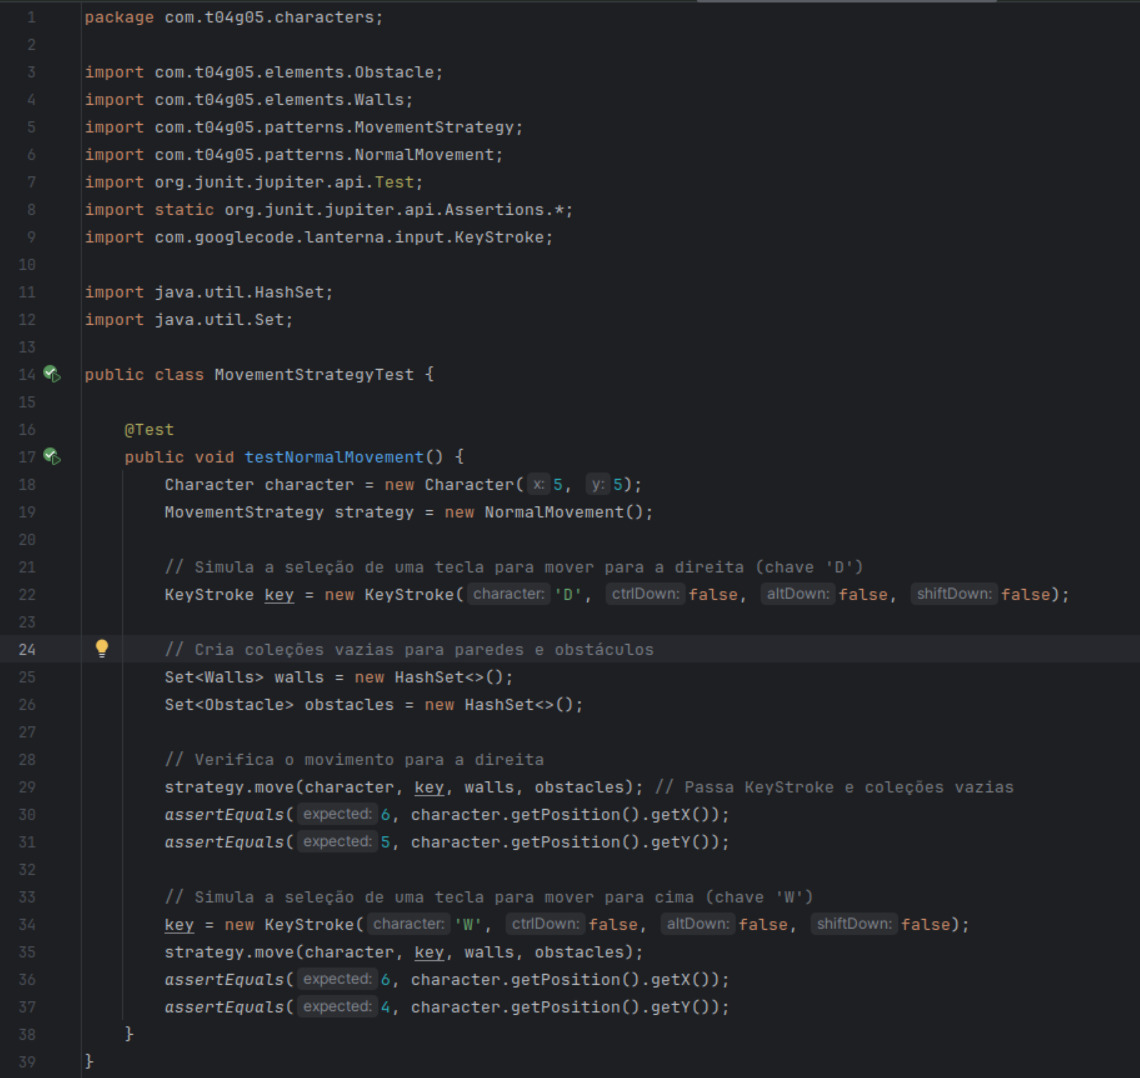 1 package com.t04g05.characters;
2
3 import com.t04g05.elements.Obstacle;
4 import com.t04g05.elements.Walls;
5 import com.t04g05.patterns.MovementStrategy;
6 import com.t04g05.patterns.NormalMovement;
7 import org.junit.jupiter.api.Test;
8 import static org.junit.jupiter.api.Assertions.*;
9 import com.googlecode.lanterna.input.KeyStroke;
10
11 import java.util.HashSet;
12 import java.util.Set;
13
14 public class MovementStrategyTest {
15
16     @Test
17     public void testNormalMovement() {
18         Character character = new Character( x: 5, y: 5);
19         MovementStrategy strategy = new NormalMovement();
20
21         // Simula a seleção de uma tecla para mover para a direita (chave 'D')
22         KeyStroke key = new KeyStroke( character: 'D', ctrlDown: false, altDown: false, shiftDown: false);
23
24         // Cria coleções vazias para paredes e obstáculos
25         Set<Walls> walls = new HashSet<>();
26         Set<Obstacle> obstacles = new HashSet<>();
27
28         // Verifica o movimento para a direita
29         strategy.move(character, key, walls, obstacles); // Passa KeyStroke e coleções vazias
30         assertEquals( expected: 6, character.getPosition().getX());
31         assertEquals( expected: 5, character.getPosition().getY());
32
33         // Simula a seleção de uma tecla para mover para cima (chave 'W')
34         key = new KeyStroke( character: 'W', ctrlDown: false, altDown: false, shiftDown: false);
35         strategy.move(character, key, walls, obstacles);
36         assertEquals( expected: 6, character.getPosition().getX());
37         assertEquals( expected: 4, character.getPosition().getY());
38     }
39 }